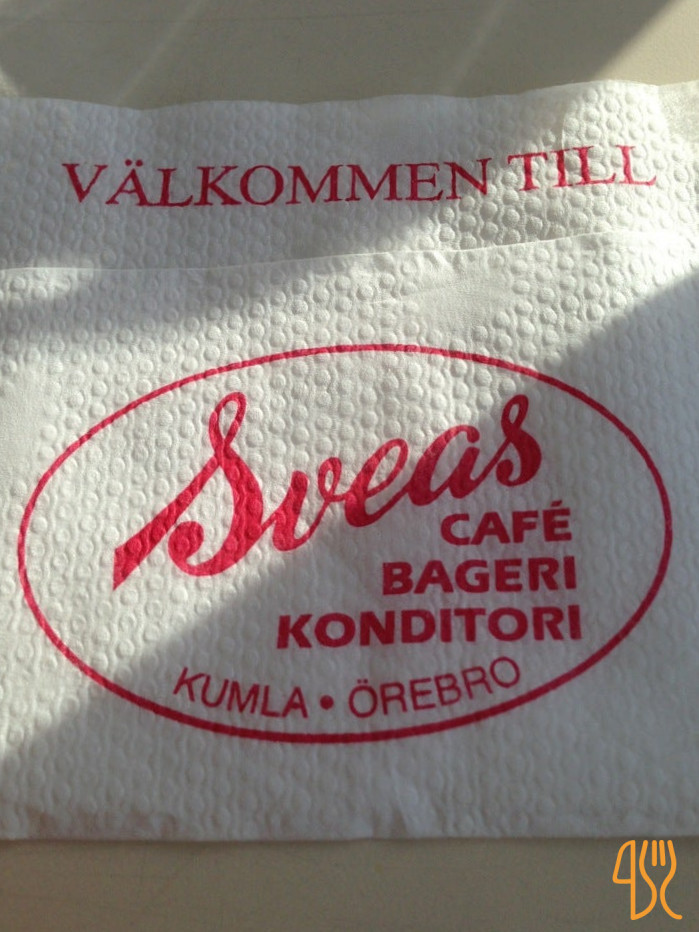 VÄLKOMMEN TILL
Sveas
CAFÉ
BAGERI
KONDITORI
KUMLA • ÖREBRO